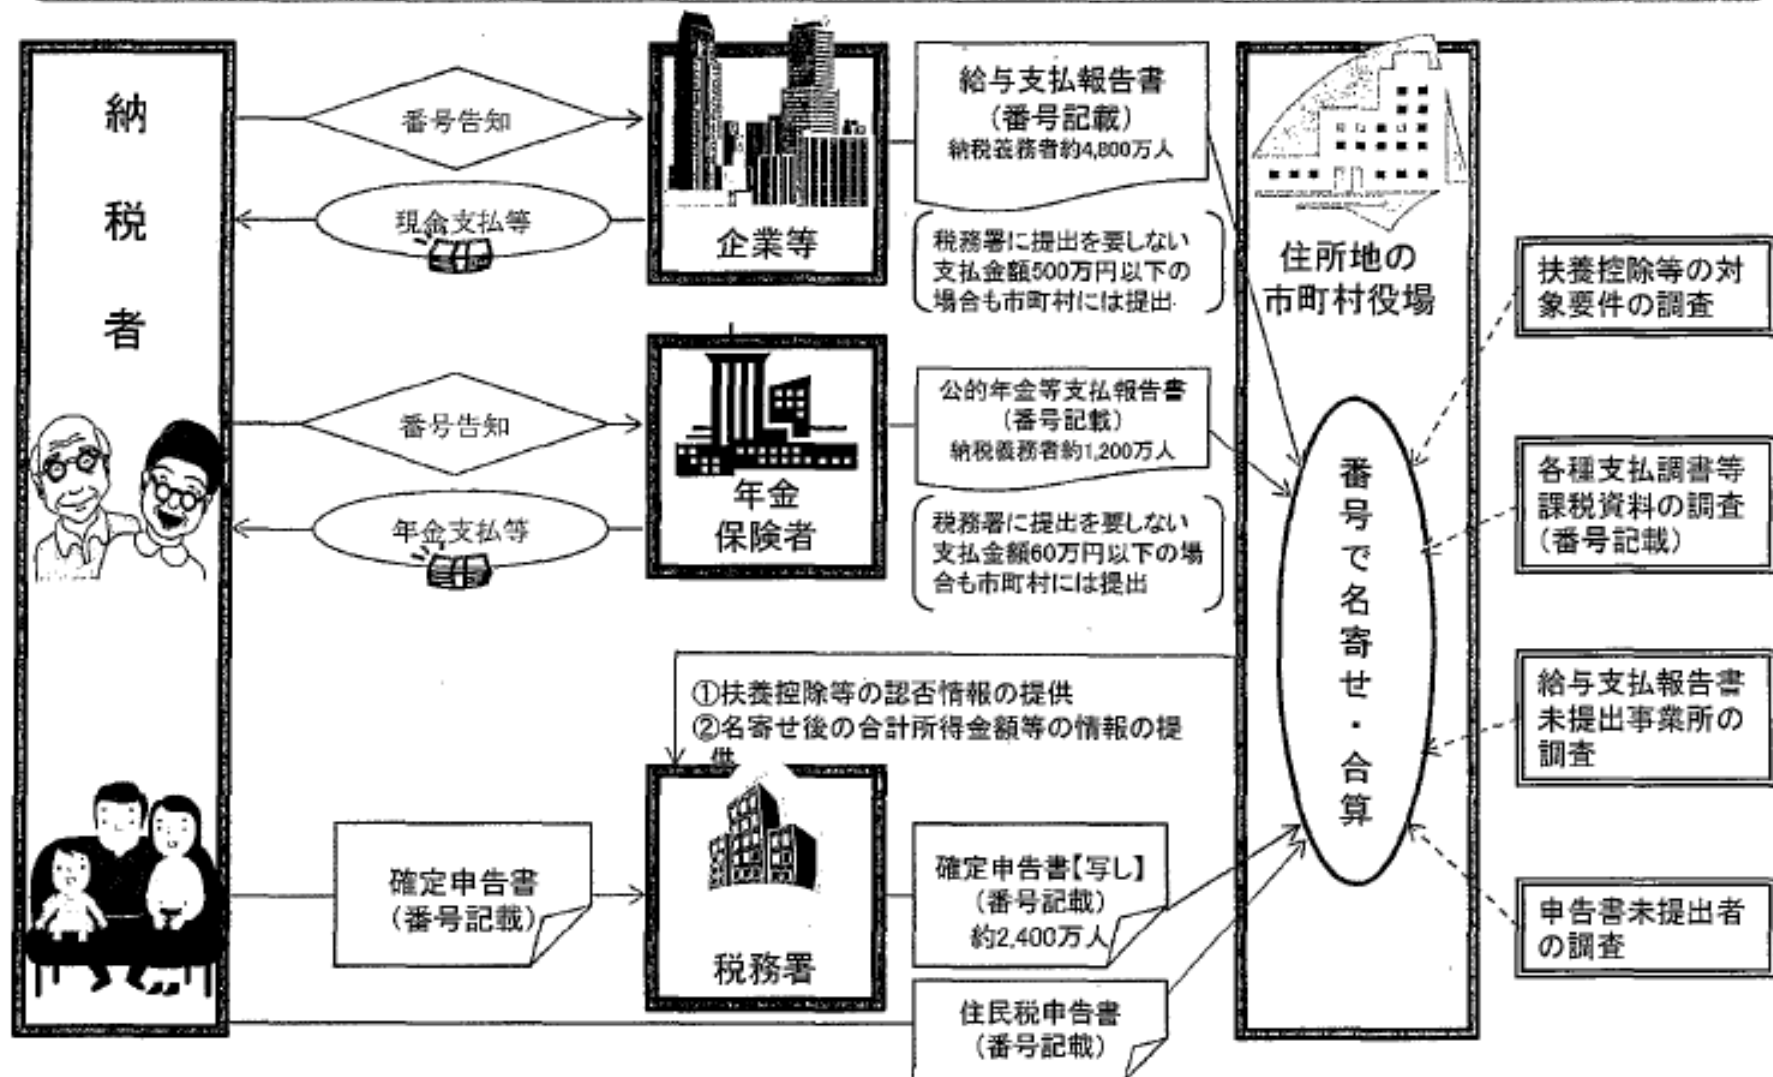 納税者
番号告知
現金支払等
企業等
給与支払報告書
(番号記載)
納税義務者約4,800万人
税務署に提出を要しない
支払金額500万円以下の
場合も市町村には提出
番号告知
年金支払等
年金
保険者
公的年金等支払報告書
(番号記載)
納税義務者約1,200万人
税務署に提出を要しない
支払金額60万円以下の場
合も市町村には提出
①扶養控除等の認否情報の提供
②名寄せ後の合計所得金額等の情報の提
供
確定申告書
(番号記載)
税務署
確定申告書【写し】
(番号記載)
約2,400万人
住民税申告書
(番号記載)
住所地の
市町村役場
番号で名寄せ・合算
扶養控除等の対
象要件の調査
各種支払調書等
課税資料の調査
(番号記載)
給与支払報告書
未提出事業所の
調査
申告書未提出者
の調査